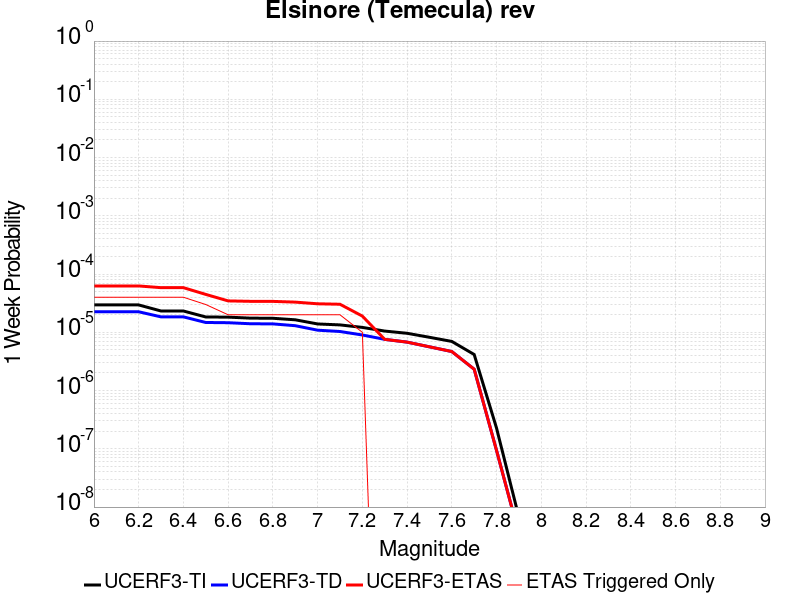 Elsinore (Temecula) rev
10^0
10^-1
10^-2
10^-3
10^-4
10^-5
10^-6
10^-7
10^-8
1 Week Probability
6 6.2 6.4 6.6 6.8 7 7.2 7.4 7.6 7.8 8 8.2 8.4 8.6 8.8 9
Magnitude
UCERF3-TI UCERF3-TD UCERF3-ETAS ETAS Triggered Only